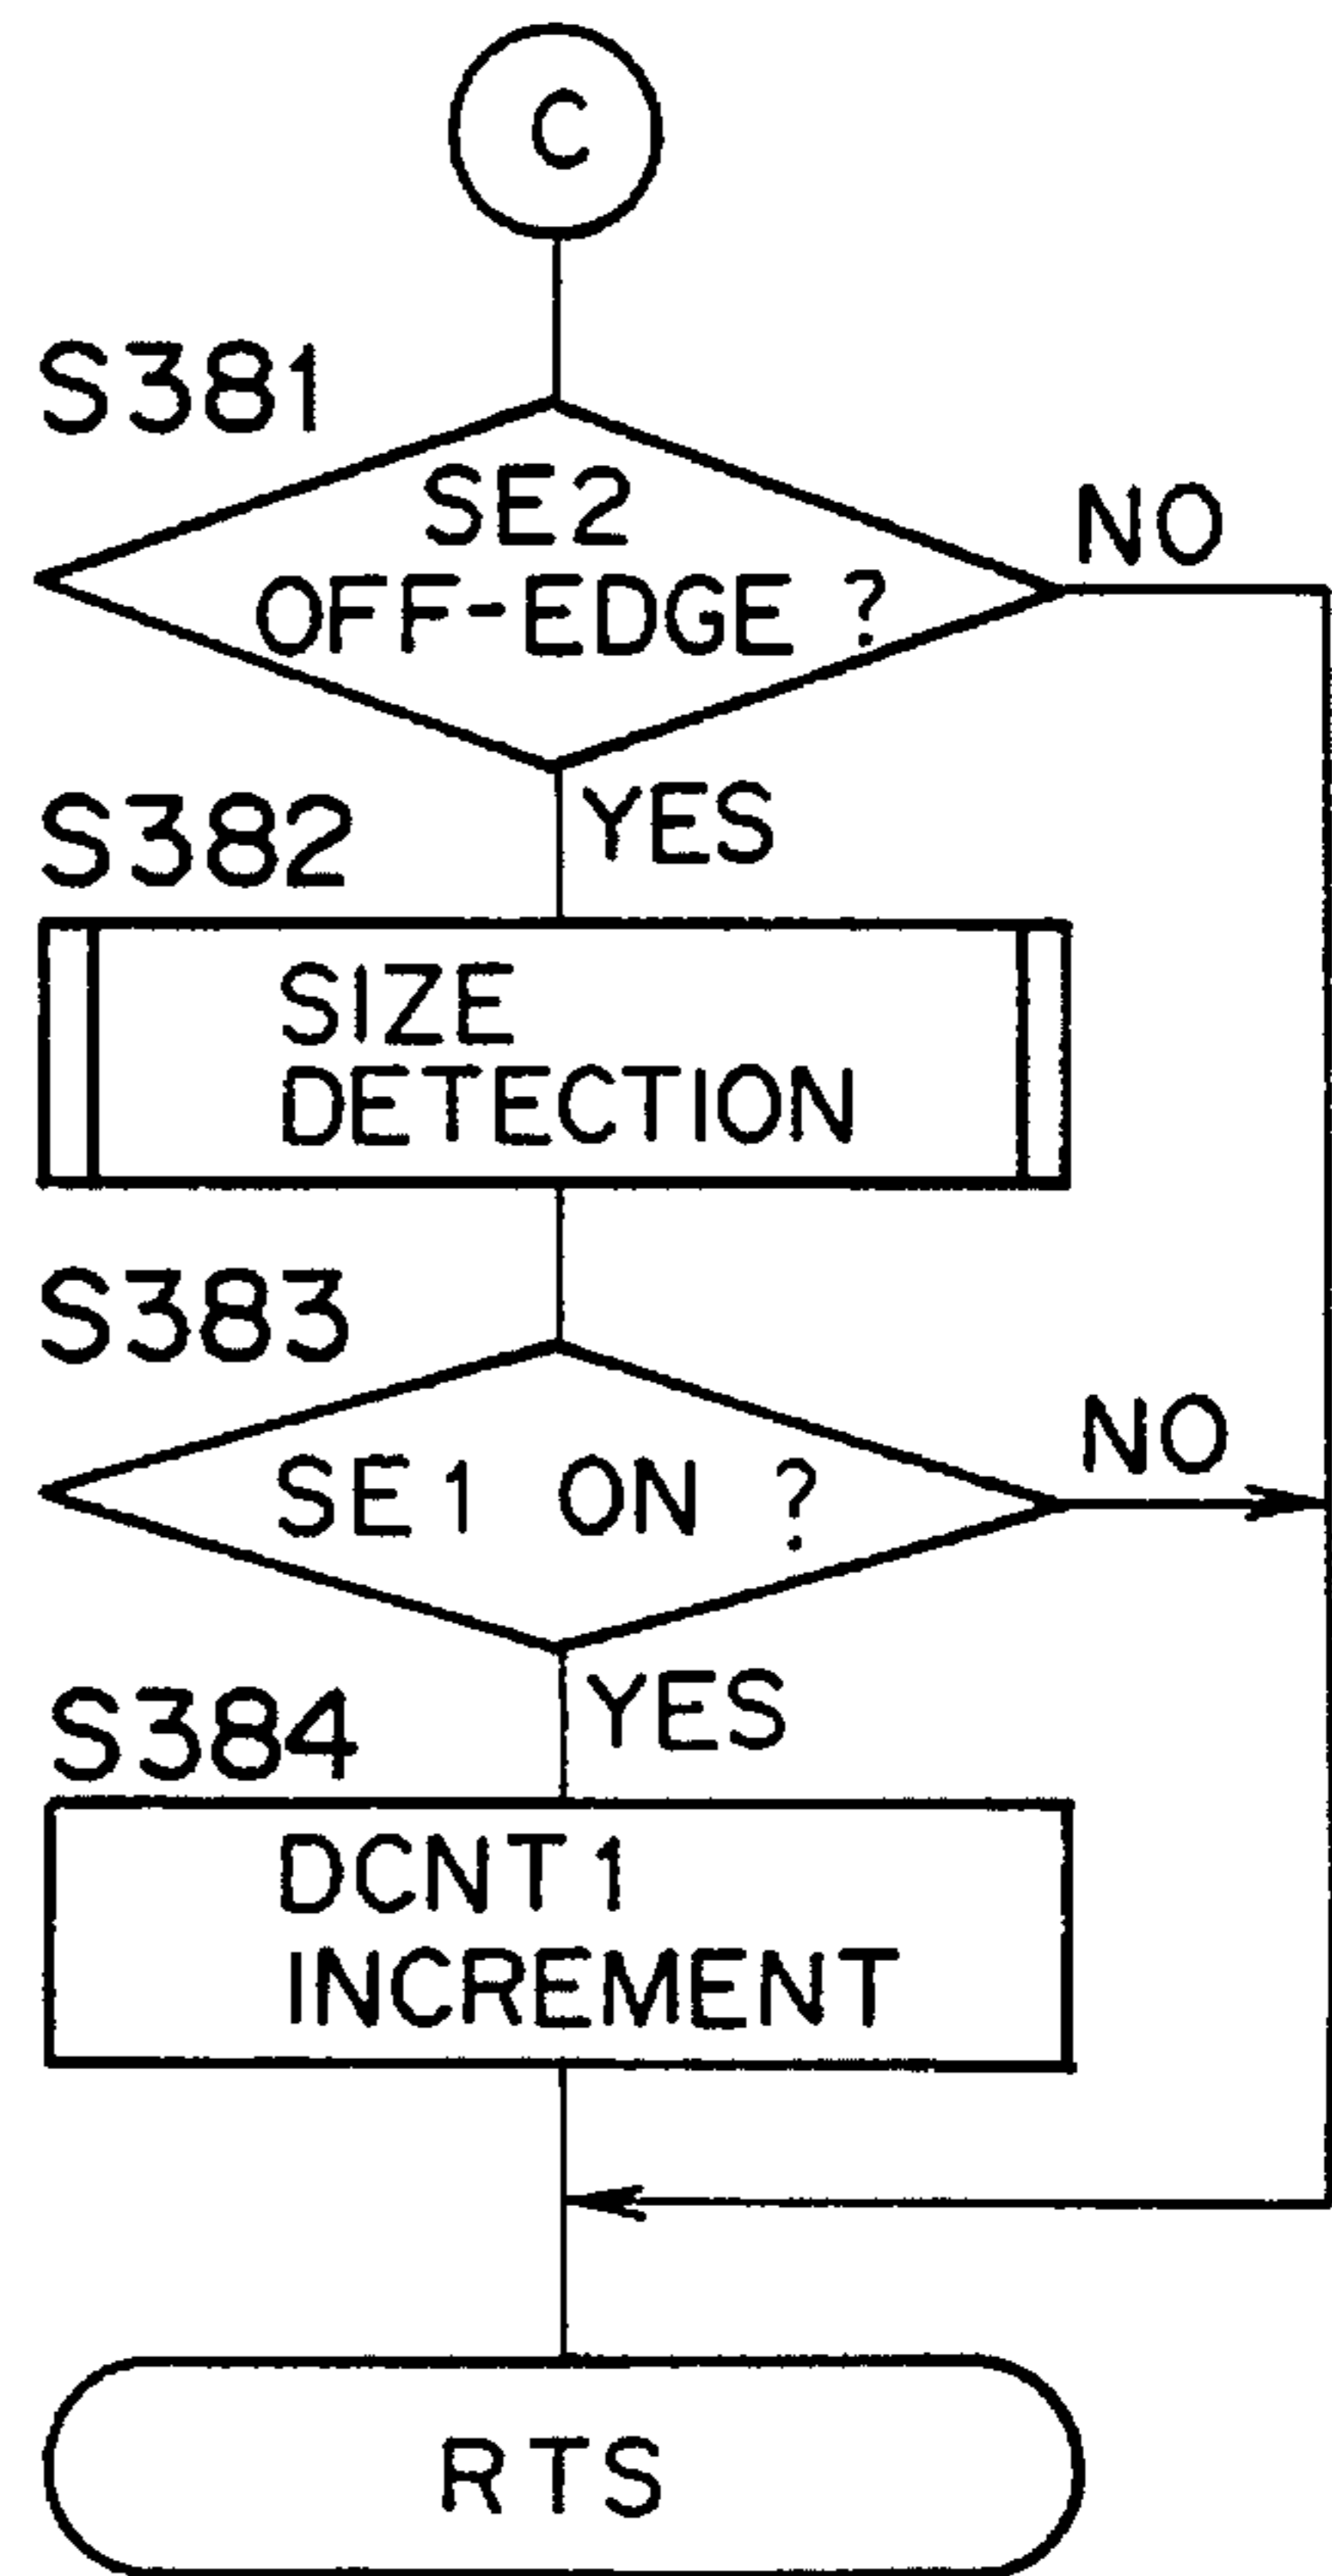 C
S381
SE2
OFF-EDGE ?
NO
YES
S382
SIZE
DETECTION
S383
SE1 ON ?
NO
YES
S384
DCNT1
INCREMENT
RTS